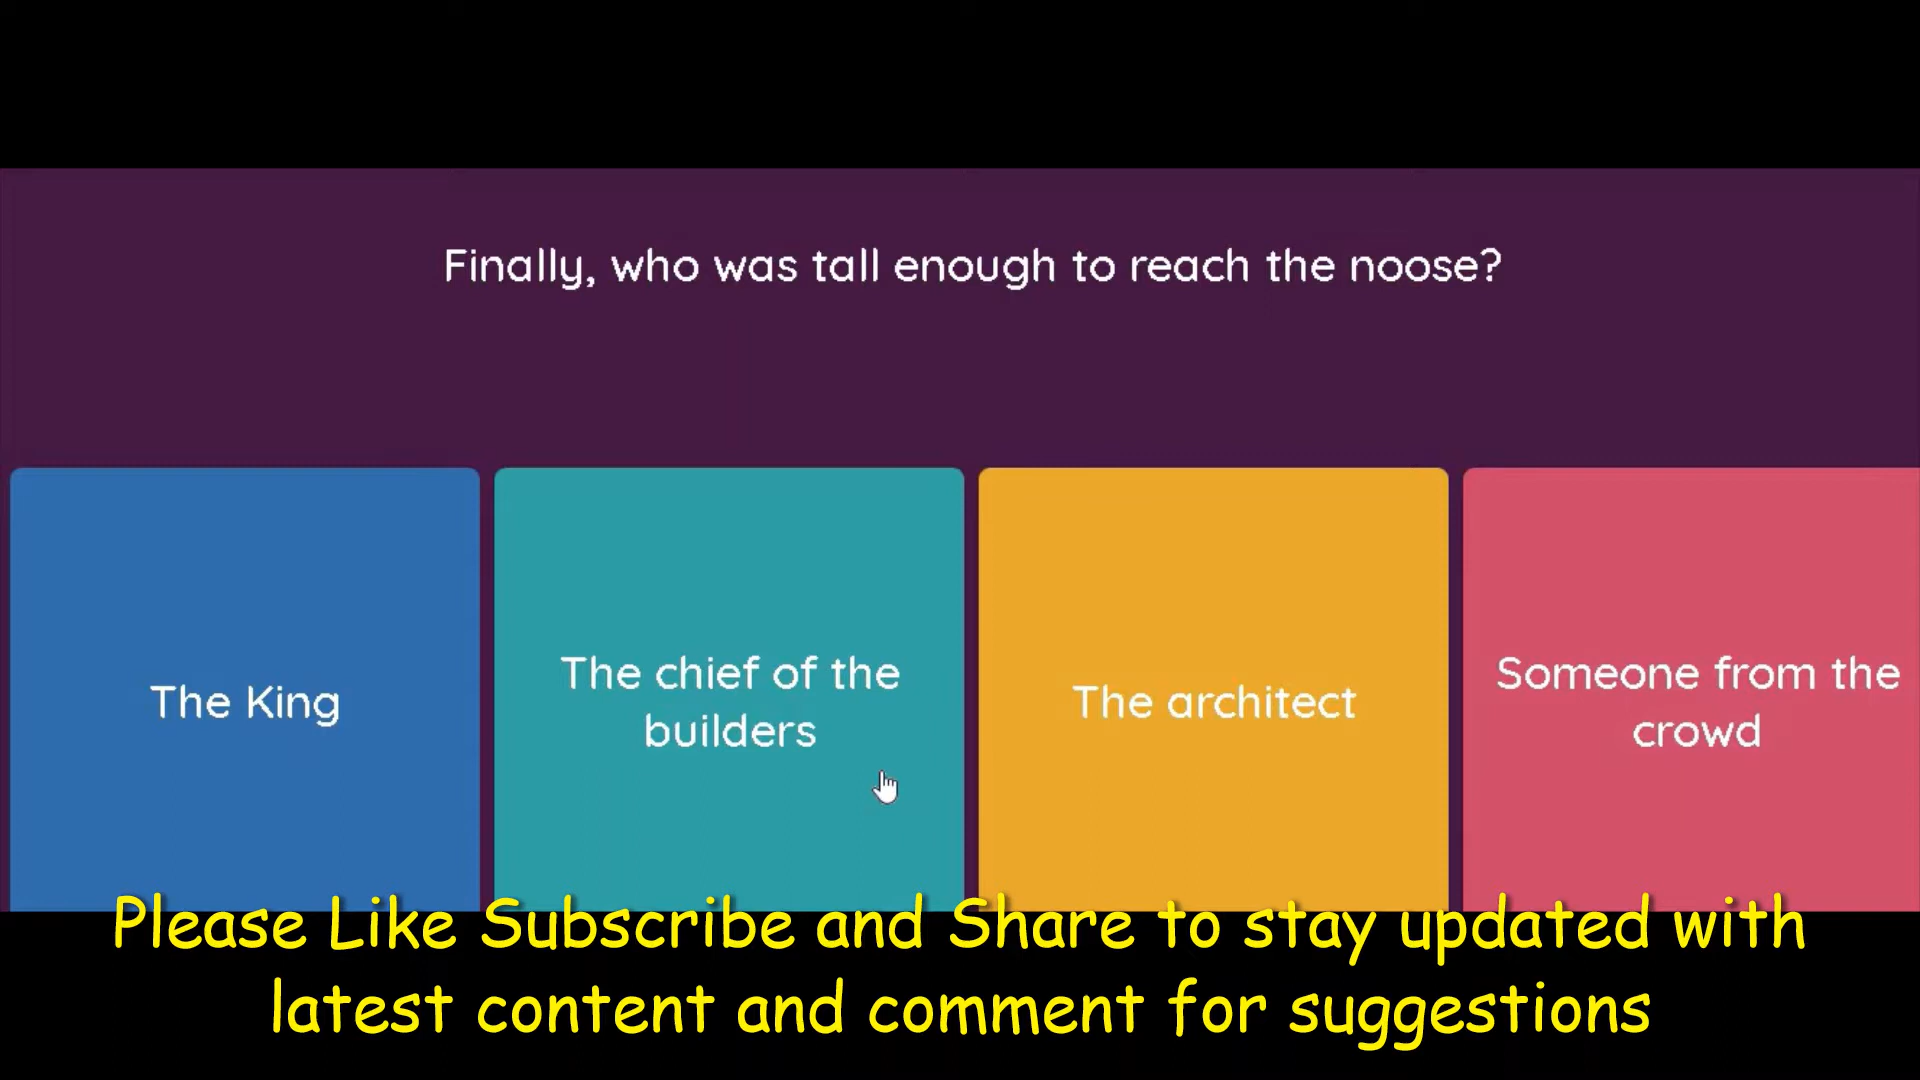 Finally, who was tall enough to reach the noose?
The King
The chief of the
builders
The architect
Someone from the
crowd
Please Like Subscribe and Share to stay updated with
latest content and comment for suggestions